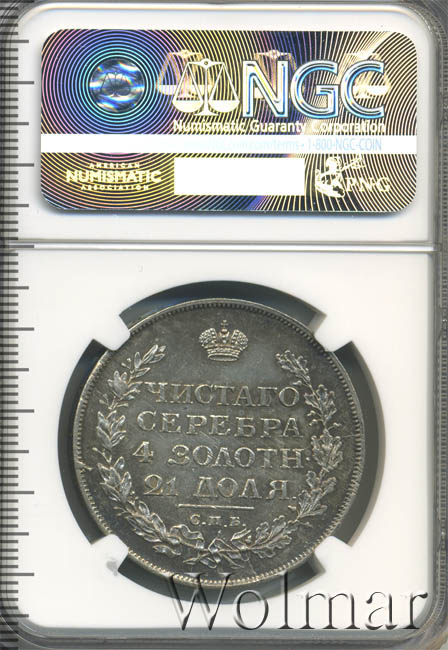 NGC
Numismatic Guaranty Corporation
1-800-NGC-COIN
AMERICAN
NUMISMATIC
ASSOCIATION
PNG
ЧИСТАГО
СЕРЕБРА
4 ЗОЛОТН.
21 ДОЛЯ.
С.П.Б.
Wolmar